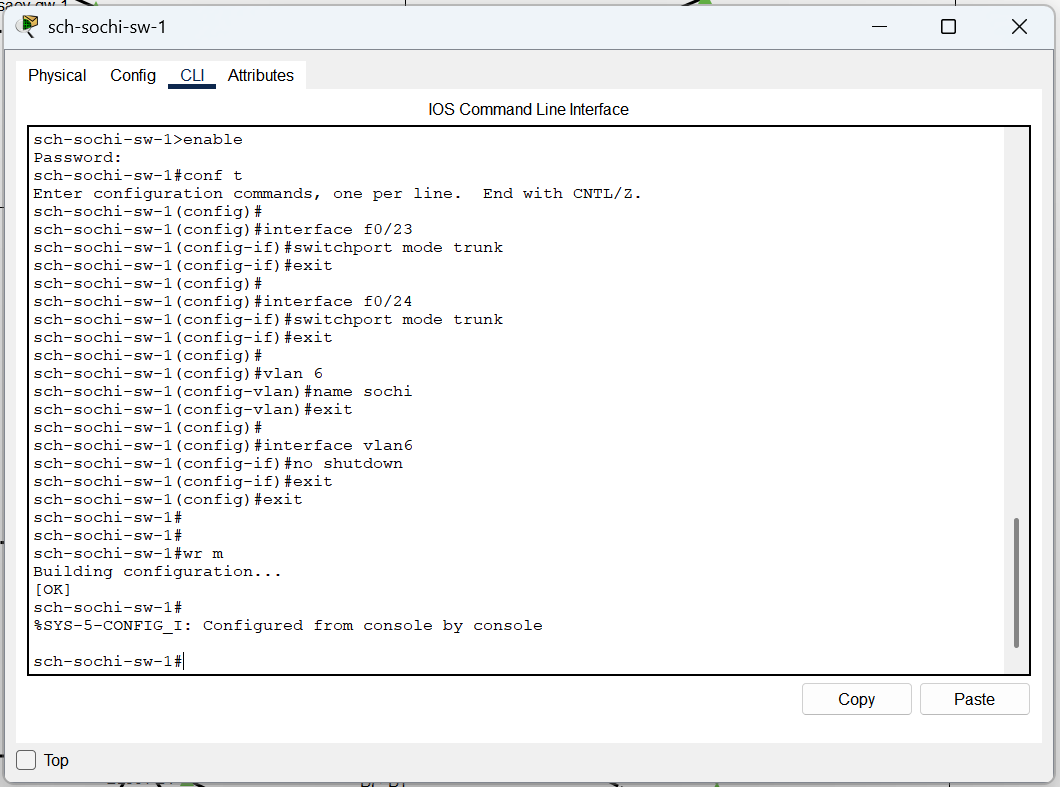 sch-sochi-sw-1
Physical Config CLI Attributes
IOS Command Line Interface
sch-sochi-sw-1>enable
Password:
sch-sochi-sw-1#conf t
Enter configuration commands, one per line.  End with CNTL/Z.
sch-sochi-sw-1(config)#
sch-sochi-sw-1(config)#interface f0/23
sch-sochi-sw-1(config-if)#switchport mode trunk
sch-sochi-sw-1(config-if)#exit
sch-sochi-sw-1(config)#
sch-sochi-sw-1(config)#interface f0/24
sch-sochi-sw-1(config-if)#switchport mode trunk
sch-sochi-sw-1(config-if)#exit
sch-sochi-sw-1(config)#
sch-sochi-sw-1(config)#vlan 6
sch-sochi-sw-1(config-vlan)#name sochi
sch-sochi-sw-1(config-vlan)#exit
sch-sochi-sw-1(config)#
sch-sochi-sw-1(config)#interface vlan6
sch-sochi-sw-1(config-if)#no shutdown
sch-sochi-sw-1(config-if)#exit
sch-sochi-sw-1(config)#exit
sch-sochi-sw-1#
sch-sochi-sw-1#
sch-sochi-sw-1#wr m
Building configuration...
[OK]
sch-sochi-sw-1#
%SYS-5-CONFIG_I: Configured from console by console
sch-sochi-sw-1#
Copy Paste
Top